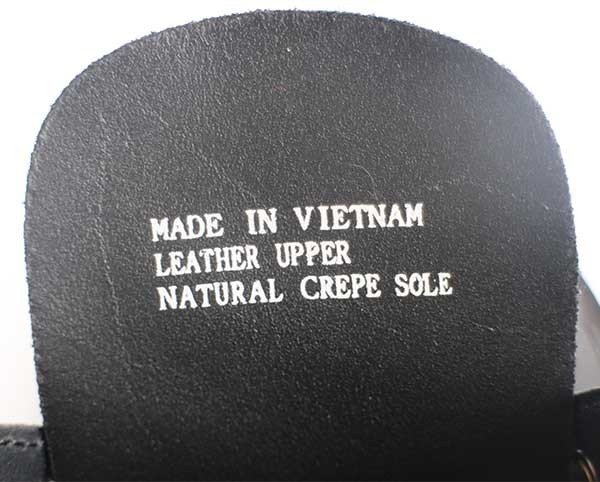 MADE IN VIETNAM
LEATHER UPPER
NATURAL CREPE SOLE